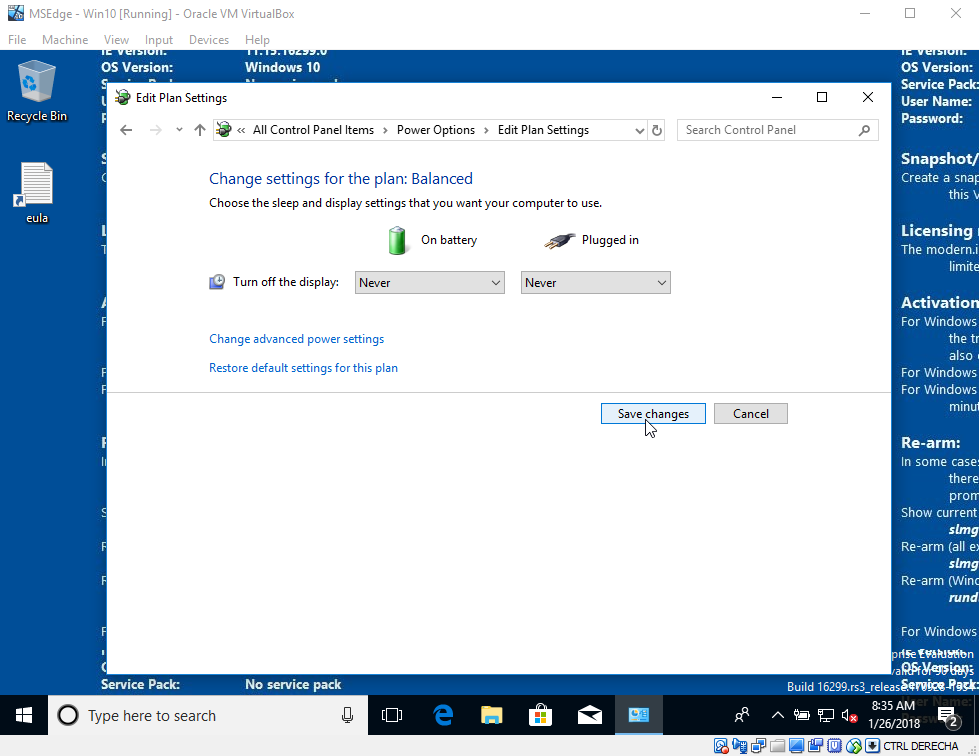 MSEdge - Win10 [Running] - Oracle VM VirtualBox
File Machine View Input Devices Help
IE Version: 11.15.16299.0
OS Version: Windows 10
Recycle Bin
eula
Edit Plan Settings
« All Control Panel Items › Power Options › Edit Plan Settings
Search Control Panel
Change settings for the plan: Balanced
Choose the sleep and display settings that you want your computer to use.
On battery Plugged in
Turn off the display: Never Never
Change advanced power settings
Restore default settings for this plan
Save changes Cancel
IE Version:
OS Version:
Service Pack:
User Name:
Password:
Snapshot/
Create a snap
this V
Licensing
The modern.i
limite
Activation
For Windows
the tr
also
For Windows
For Windows
minut
Re-arm:
In some cases
there
prom
Show current
slmg
Re-arm (all ex
slmg
Re-arm (Wind
rund
For Windows
Evaluation
OS Version:
Service Pack: No service pack
Build 16299.rs3_release
Type here to search
8:35 AM
1/26/2018
2
CTRL DERECHA